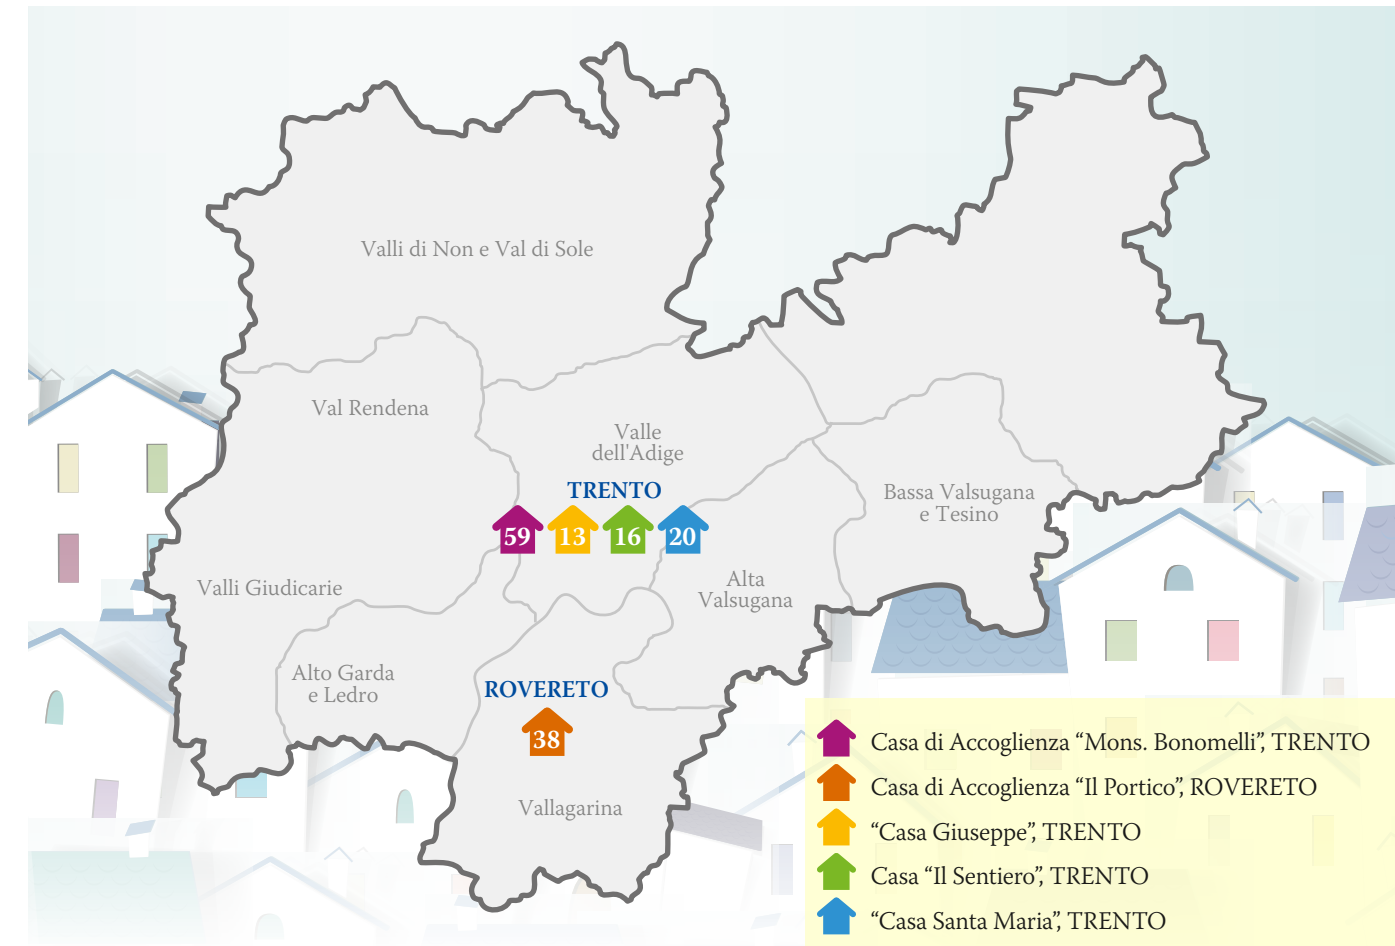 Valli di Non e Val di Sole
Val Rendena
Valle
dell'Adige
TRENTO
59 13 16 20
Bassa Valsugana
e Tesino
Valli Giudicarie
Alta
Valsugana
Alto Garda
e Ledro
ROVERETO
38
Vallagarina
Casa di Accoglienza “Mons. Bonomelli”, TRENTO
Casa di Accoglienza “Il Portico”, ROVERETO
“Casa Giuseppe”, TRENTO
Casa “Il Sentiero”, TRENTO
“Casa Santa Maria”, TRENTO